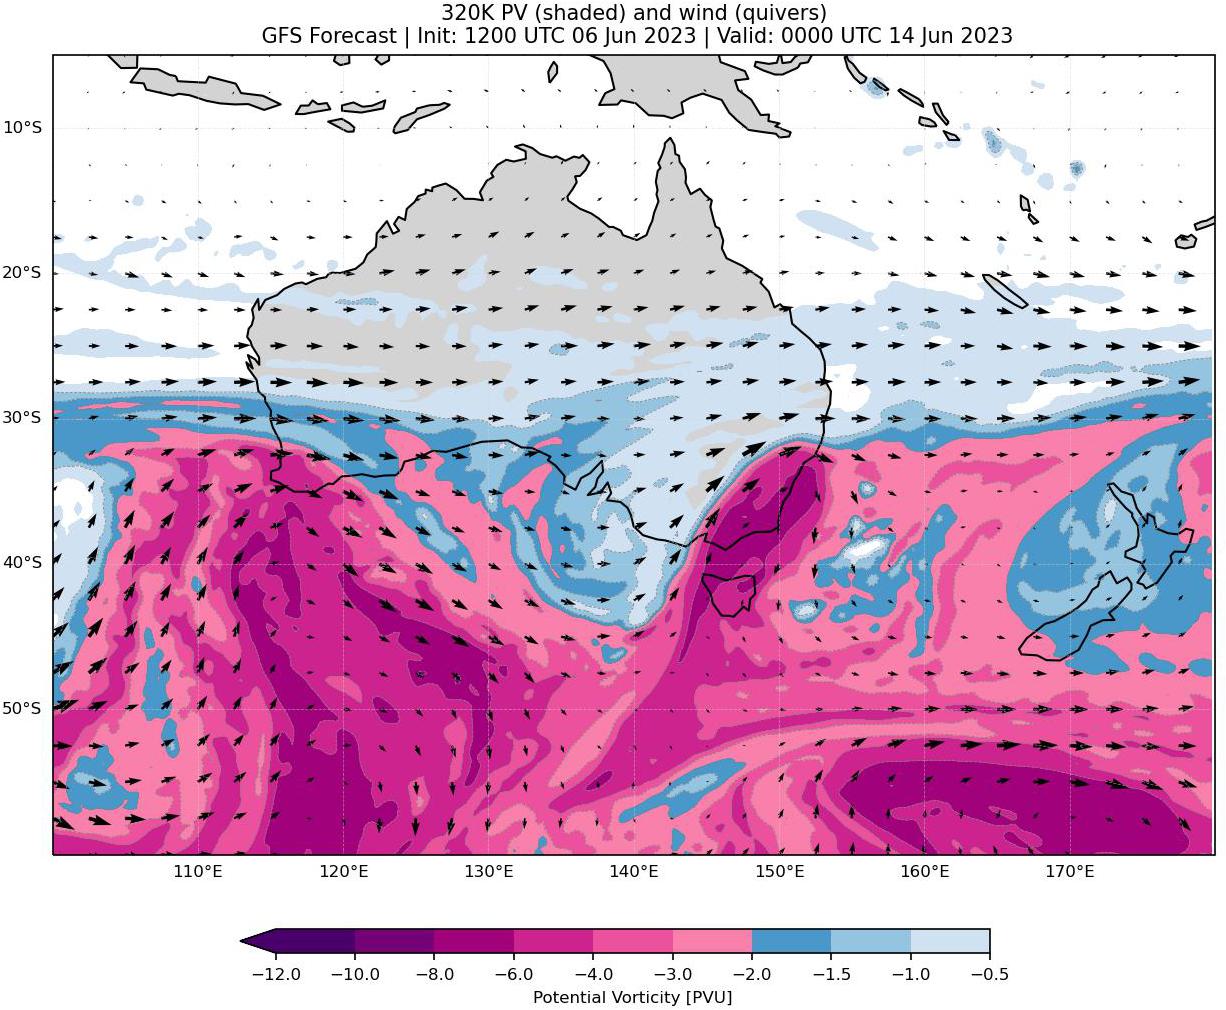 320K PV (shaded) and wind (quivers)
GFS Forecast | Init: 1200 UTC 06 Jun 2023 | Valid: 0000 UTC 14 Jun 2023
10°S
20°S
30°S
40°S
50°S
110°E 120°E 130°E 140°E 150°E 160°E 170°E
−12.0 −10.0 −8.0 −6.0 −4.0 −3.0 −2.0 −1.5 −1.0 −0.5
Potential Vorticity [PVU]